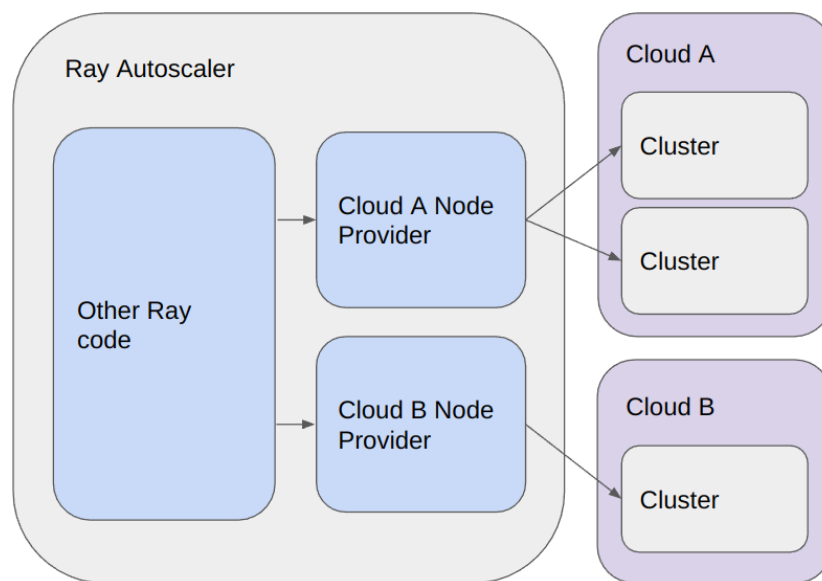 Ray Autoscaler
Other Ray
code
Cloud A Node
Provider
Cloud B Node
Provider
Cloud A
Cluster
Cluster
Cloud B
Cluster